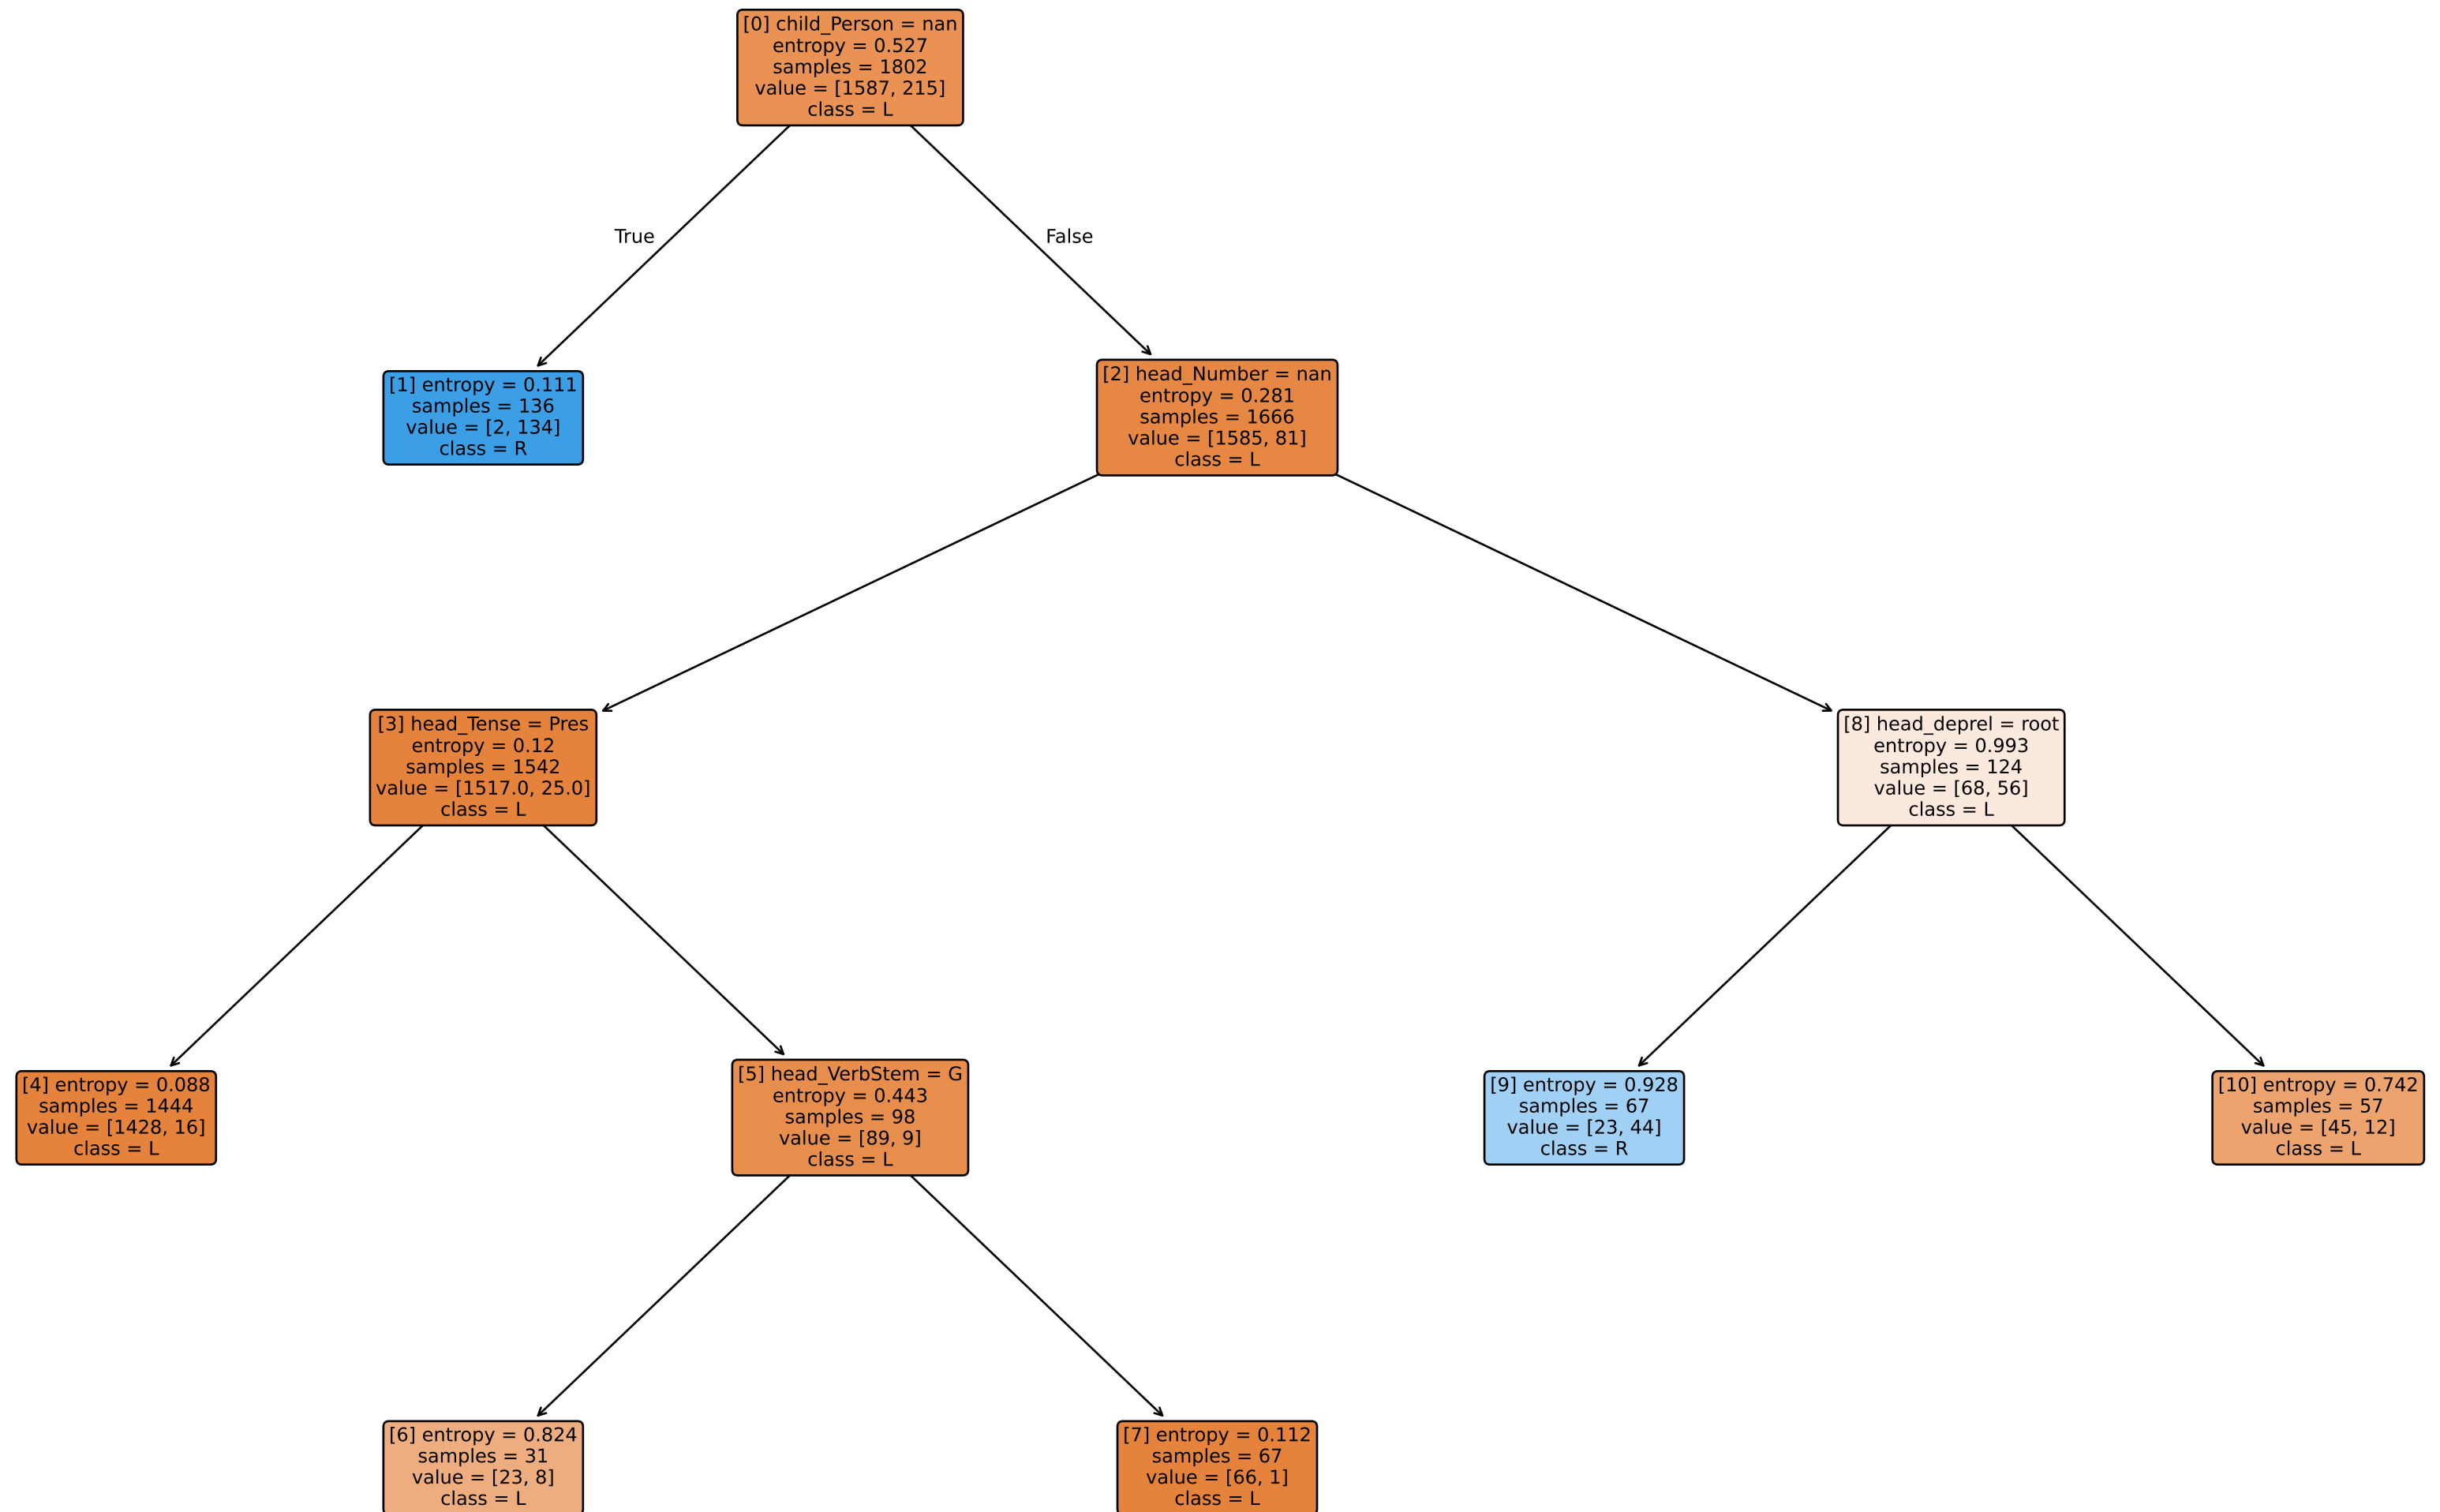 [0] child_Person = nan
entropy = 0.527
samples = 1802
value = [1587, 215]
class = L
True
False
[1] entropy = 0.111
samples = 136
value = [2, 134]
class = R
[2] head_Number = nan
entropy = 0.281
samples = 1666
value = [1585, 81]
class = L
[3] head_Tense = Pres
entropy = 0.12
samples = 1542
value = [1517.0, 25.0]
class = L
[8] head_deprel = root
entropy = 0.993
samples = 124
value = [68, 56]
class = L
[4] entropy = 0.088
samples = 1444
value = [1428, 16]
class = L
[5] head_VerbStem = G
entropy = 0.443
samples = 98
value = [89, 9]
class = L
[9] entropy = 0.928
samples = 67
value = [23, 44]
class = R
[10] entropy = 0.742
samples = 57
value = [45, 12]
class = L
[6] entropy = 0.824
samples = 31
value = [23, 8]
class = L
[7] entropy = 0.112
samples = 67
value = [66, 1]
class = L